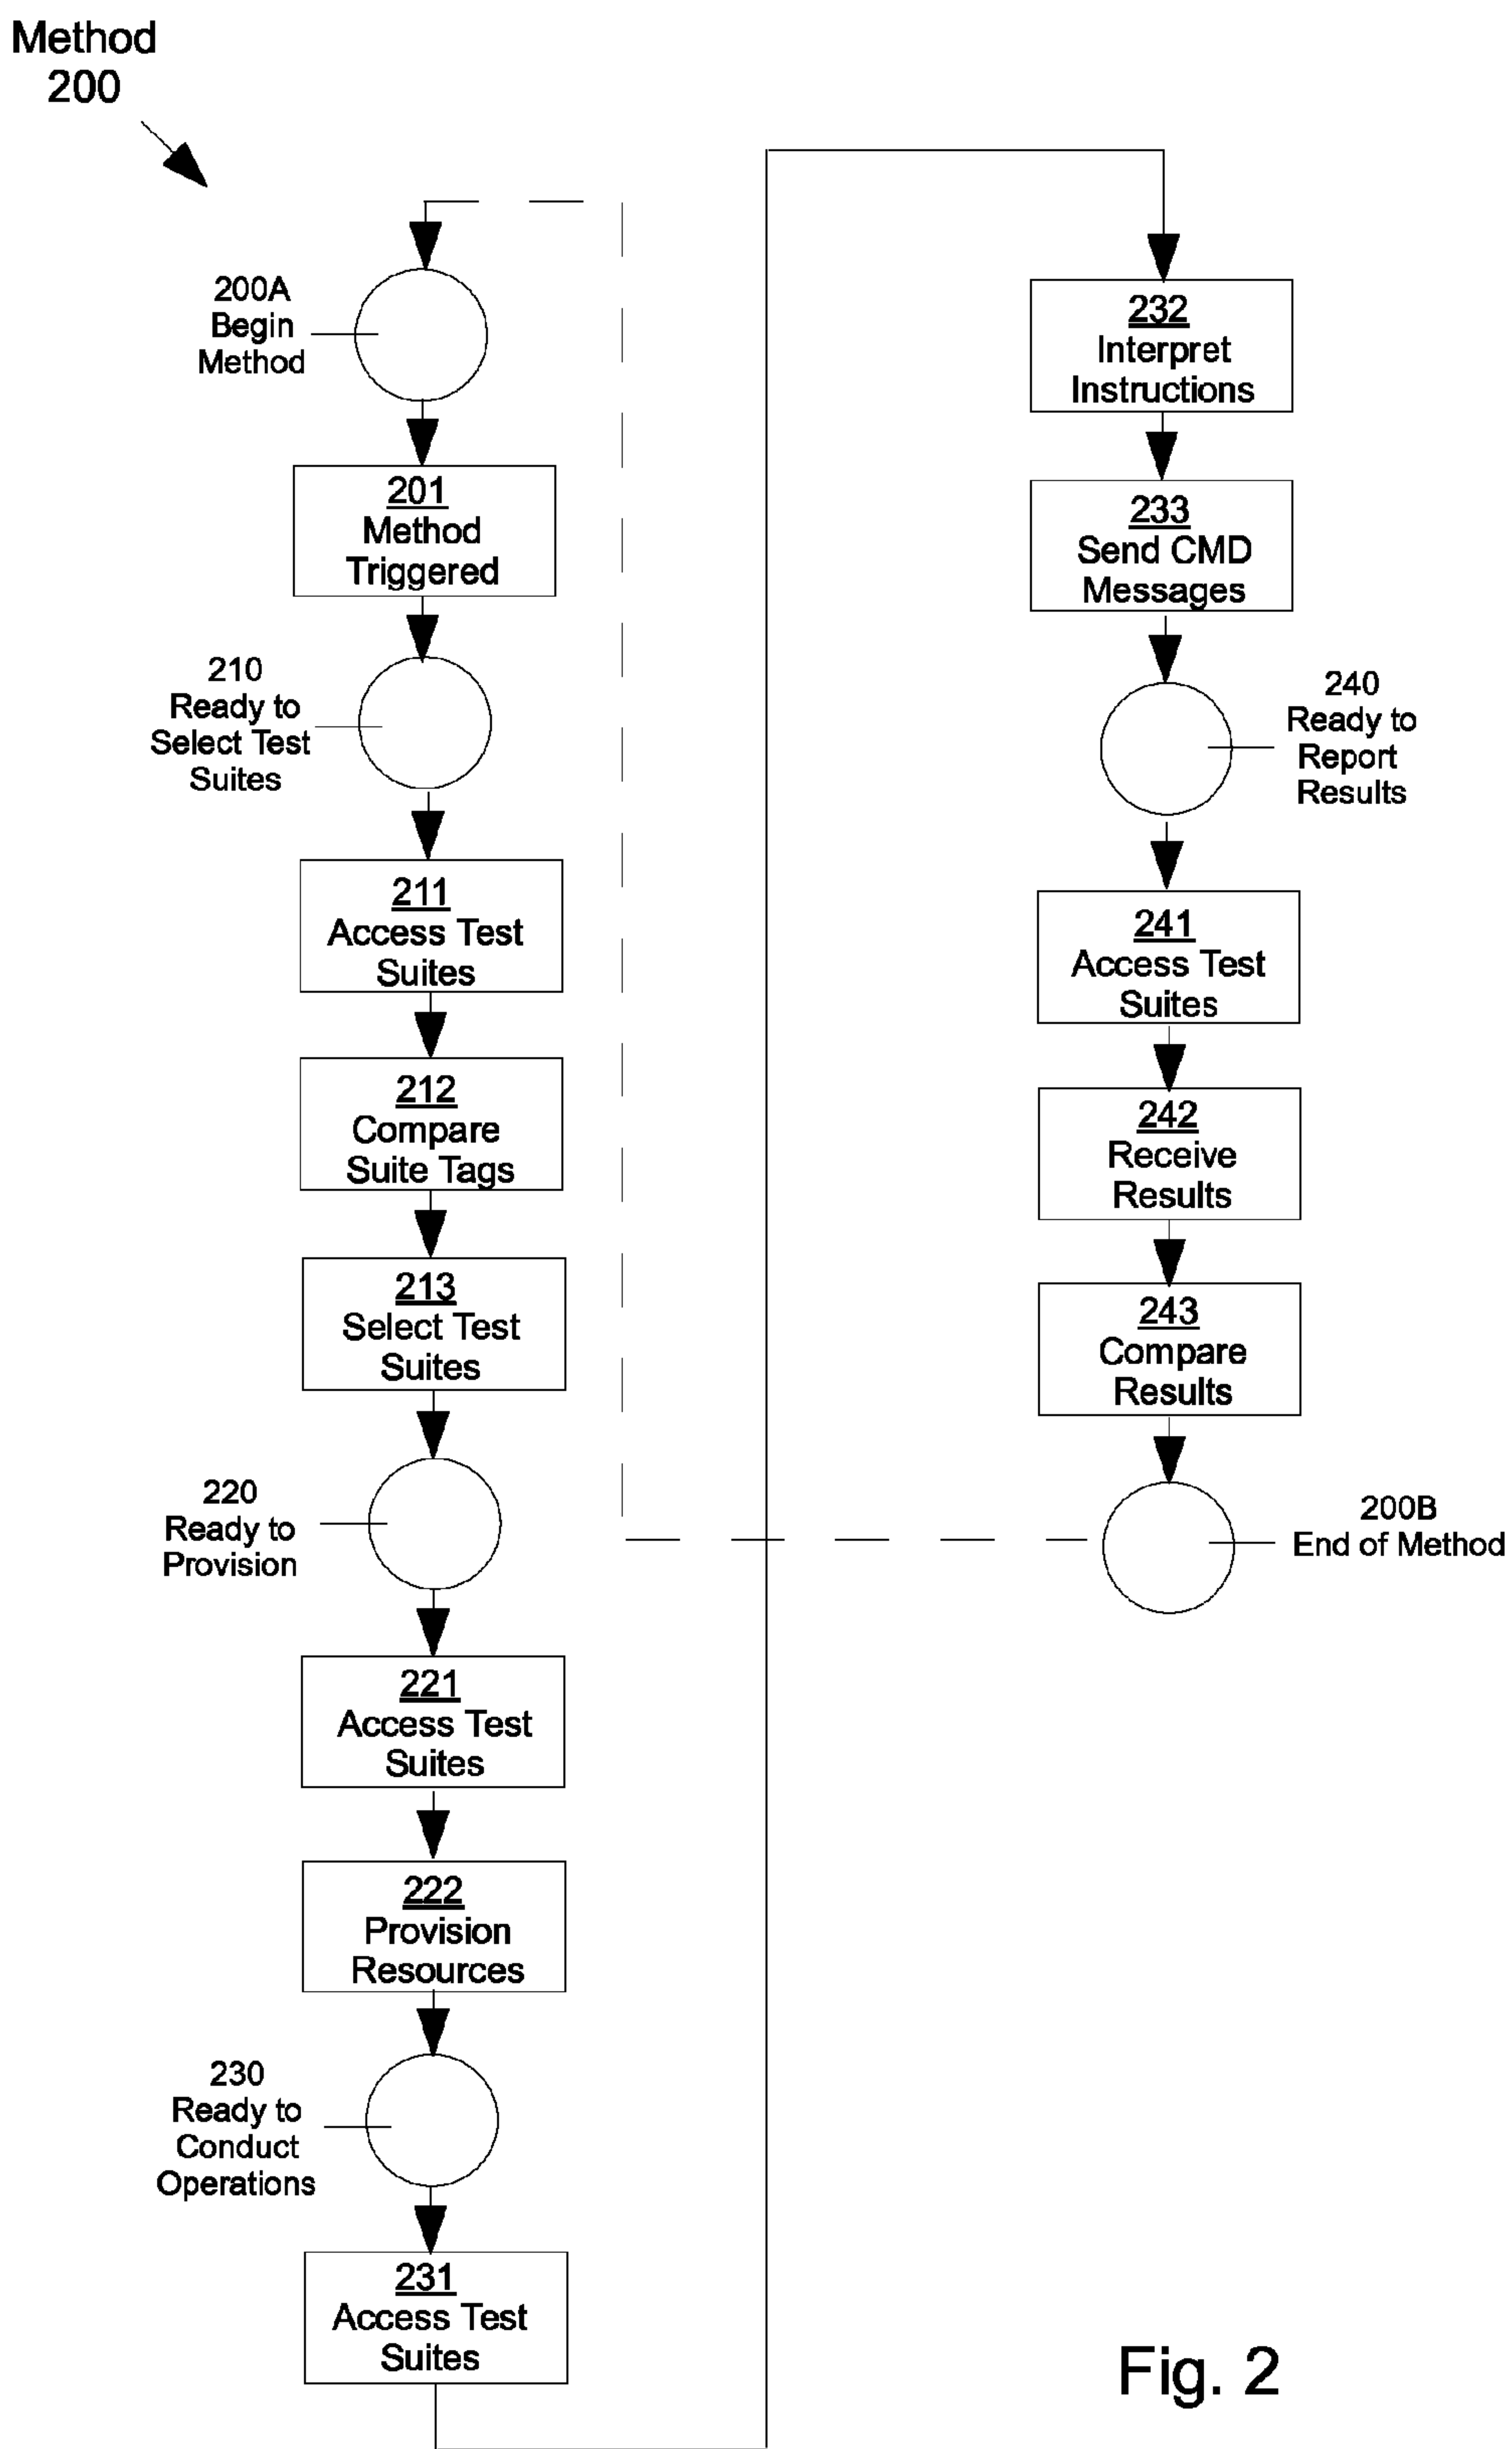 Method
200
200A
Begin
Method
201
Method
Triggered
210
Ready to
Select Test
Suites
211
Access Test
Suites
212
Compare
Suite Tags
213
Select Test
Suites
220
Ready to
Provision
221
Access Test
Suites
222
Provision
Resources
230
Ready to
Conduct
Operations
231
Access Test
Suites
232
Interpret
Instructions
233
Send CMD
Messages
240
Ready to
Report
Results
241
Access Test
Suites
242
Receive
Results
243
Compare
Results
200B
End of Method
Fig. 2